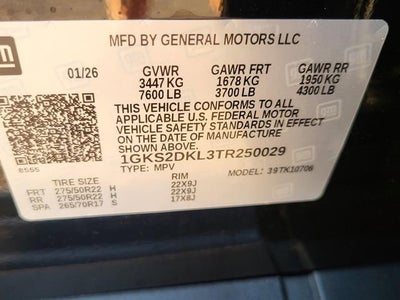 gm
MFD BY GENERAL MOTORS LLC
01/26 GVWR GAWR FRT GAWR RR
3447 KG 1678 KG 1950 KG
7600 LB 3700 LB 4300 LB
THIS VEHICLE CONFORMS TO ALL
APPLICABLE U.S. FEDERAL MOTOR
VEHICLE SAFETY STANDARDS IN EFFECT
ON THE DATE OF MANUFACTURE
SHOWN ABOVE.
1GKS2DKL3TR250029
8555 TYPE: MPV MODEL: 39TK10706
TIRE SIZE RIM
FRT 275/50R22 H 22X9J
RR 275/50R22 H 22X9J
SPA 265/70R17 S 17X8J